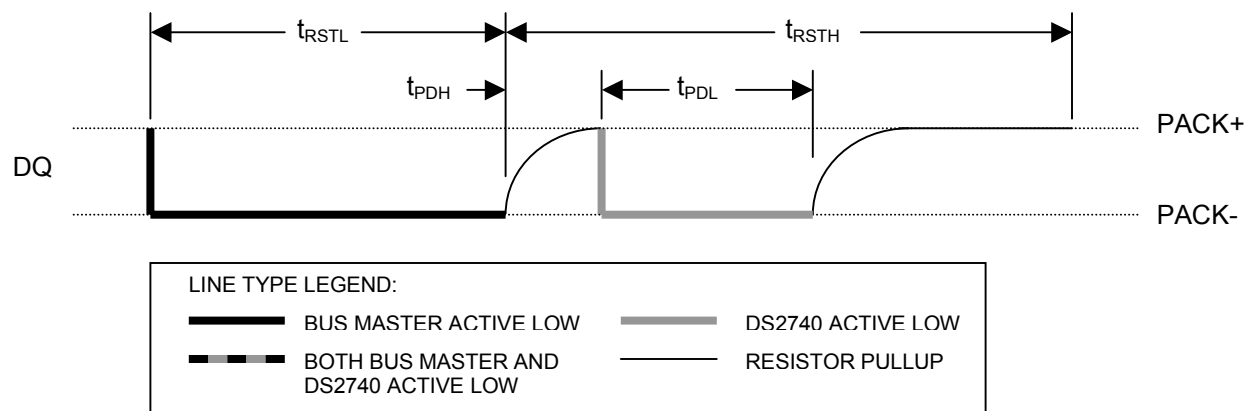 tRSTL
tRSTH
tPDH
tPDL
PACK+
DQ
PACK-
LINE TYPE LEGEND:
BUS MASTER ACTIVE LOW
DS2740 ACTIVE LOW
BOTH BUS MASTER AND
DS2740 ACTIVE LOW
RESISTOR PULLUP